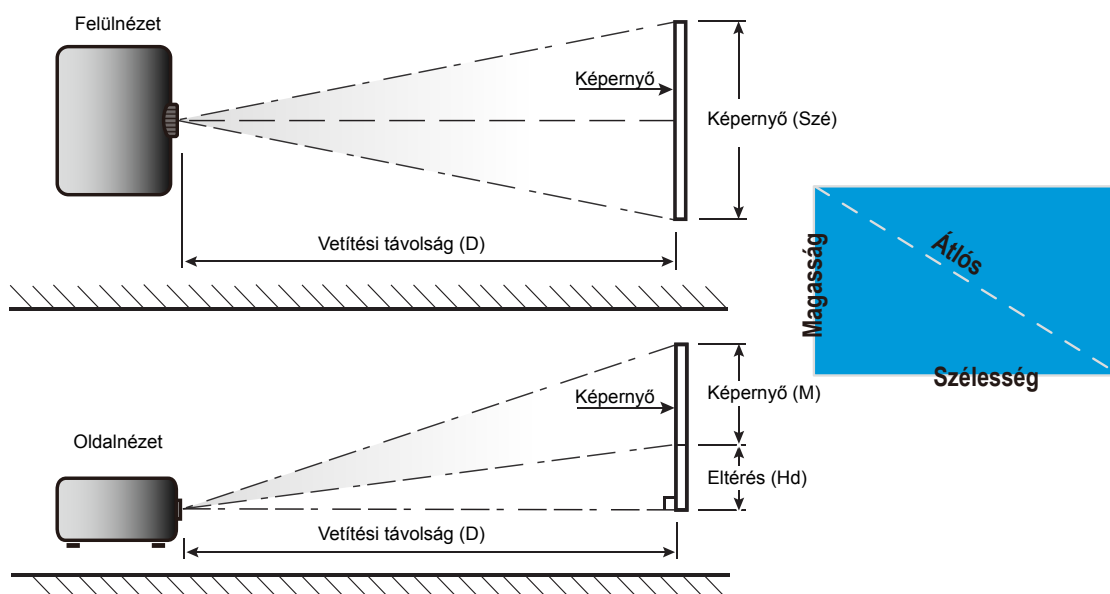 Felülnézet
Képernyő
Képernyő (Szé)
Vetítési távolság (D)
Magasság
Átlós
Szélesség
Képernyő
Képernyő (M)
Oldalnézet
Eltérés (Hd)
Vetítési távolság (D)